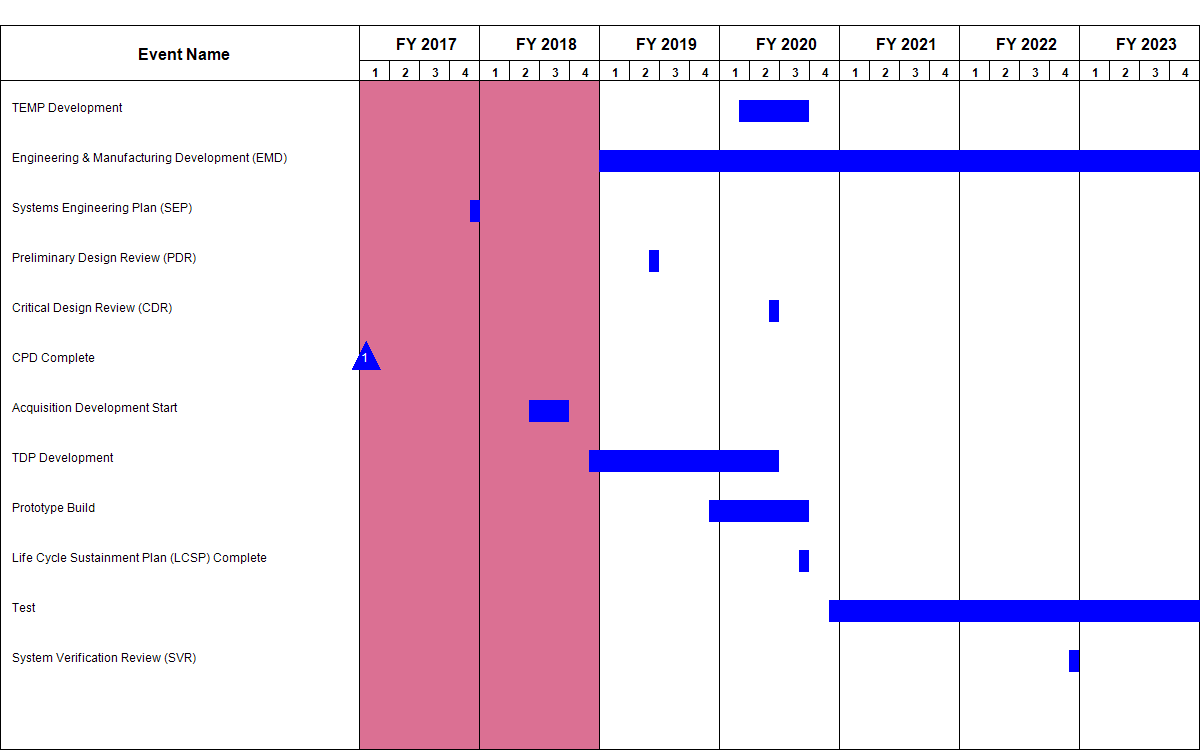 Event Name
FY 2017 FY 2018 FY 2019 FY 2020 FY 2021 FY 2022 FY 2023
1 2 3 4 1 2 3 4 1 2 3 4 1 2 3 4 1 2 3 4 1 2 3 4 1 2 3 4
TEMP Development
Engineering & Manufacturing Development (EMD)
Systems Engineering Plan (SEP)
Preliminary Design Review (PDR)
Critical Design Review (CDR)
CPD Complete 1
Acquisition Development Start
TDP Development
Prototype Build
Life Cycle Sustainment Plan (LCSP) Complete
Test
System Verification Review (SVR)